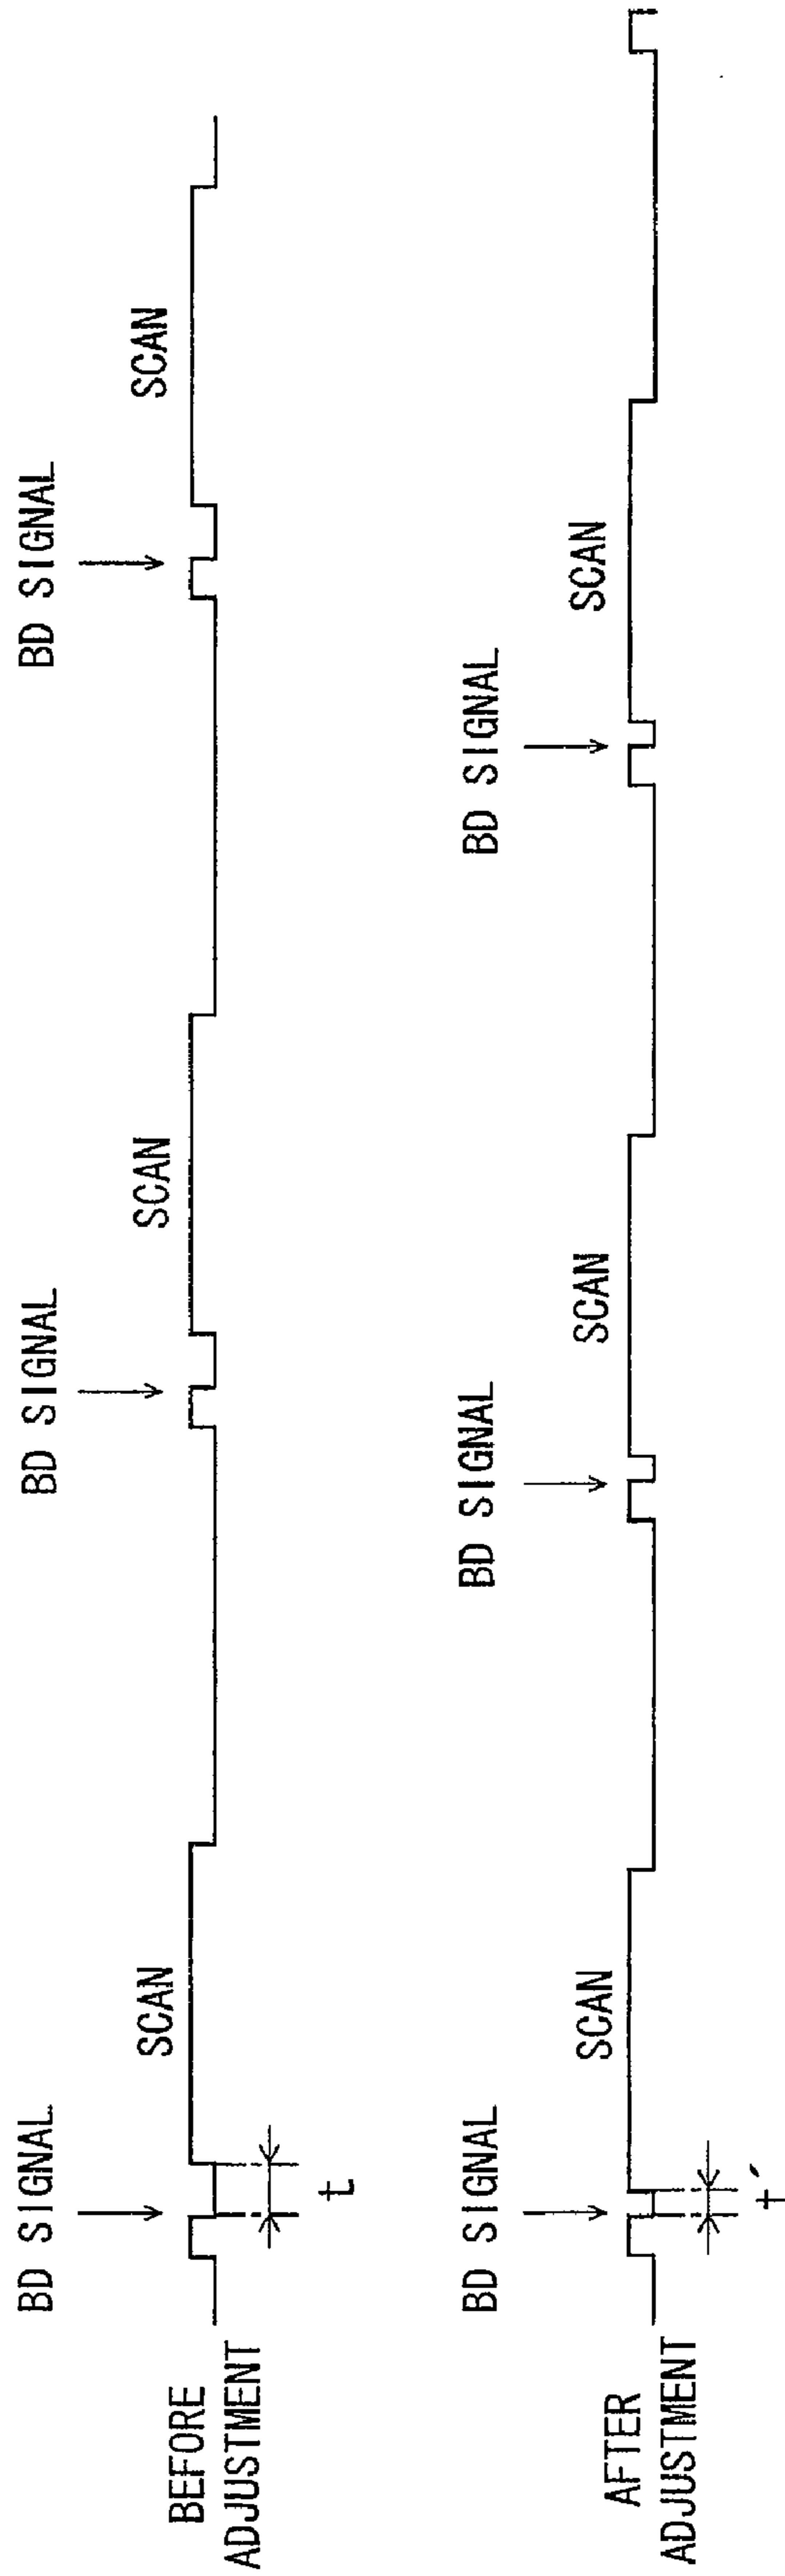 BD SIGNAL
BD SIGNAL
BD SIGNAL
SCAN
SCAN
SCAN
BEFORE
ADJUSTMENT
t
BD SIGNAL
BD SIGNAL
BD SIGNAL
SCAN
SCAN
SCAN
AFTER
ADJUSTMENT
t´